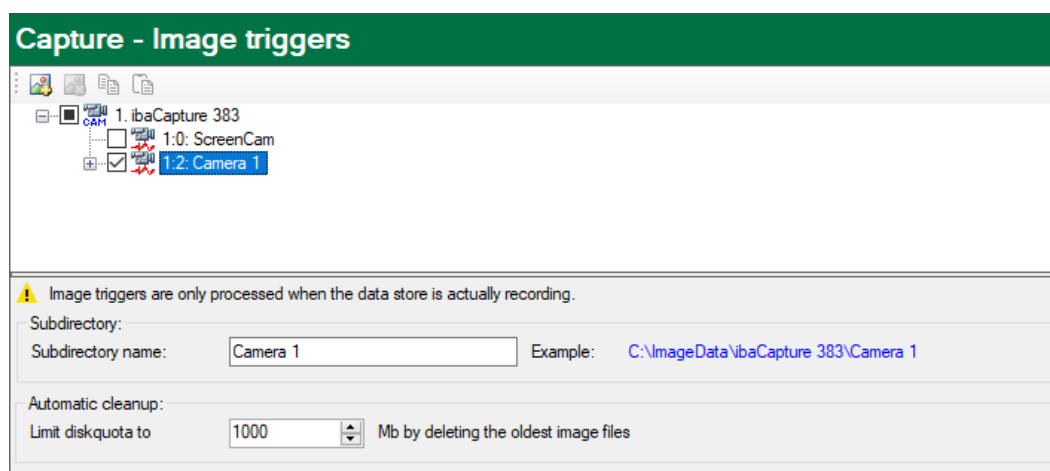 Capture - Image triggers
1. ibaCapture 383
CAM
1:0: ScreenCam
1:2: Camera 1
Image triggers are only processed when the data store is actually recording.
Subdirectory:
Subdirectory name: Camera 1 Example: C:\ImageData\ibaCapture 383\Camera 1
Automatic cleanup:
Limit diskquota to 1000 Mb by deleting the oldest image files